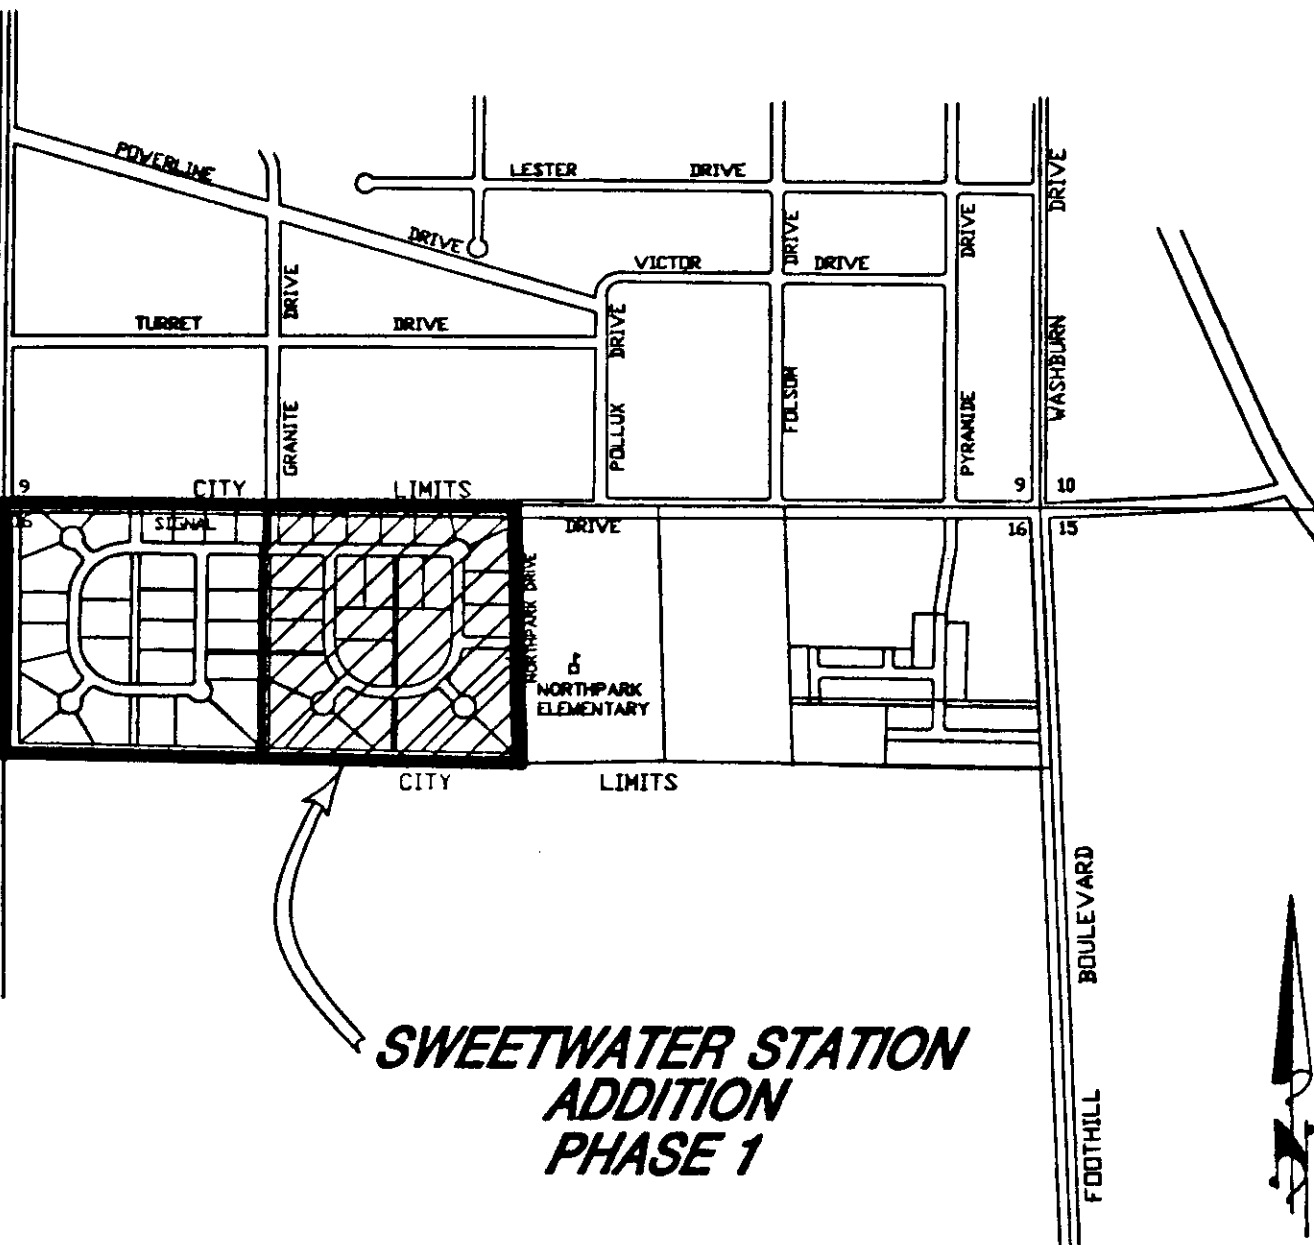 POWERLINE
DRIVE
LESTER DRIVE
DRIVE
WASHBURN
VICTOR DRIVE
DRIVE
DRIVE
TURRET DRIVE
GRANITE
DRIVE
POLLUX
DRIVE
FOLSOM
PYRAMIDE
9
CITY LIMITS
9 10
16
SIGNAL
DRIVE
16 15
NORTHPARK DRIVE
NORTHPARK
ELEMENTARY
CITY LIMITS
FOOTHILL BOULEVARD
SWEETWATER STATION
ADDITION
PHASE 1
N